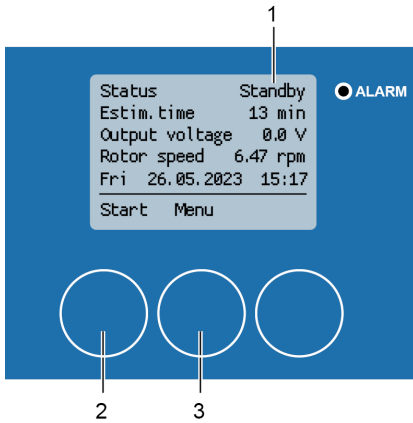 1
Status Standby
ALARM
Estim.time 13 min
Output voltage 0.0 V
Rotor speed 6.47 rpm
Fri 26.05.2023 15:17
Start Menu
2 3